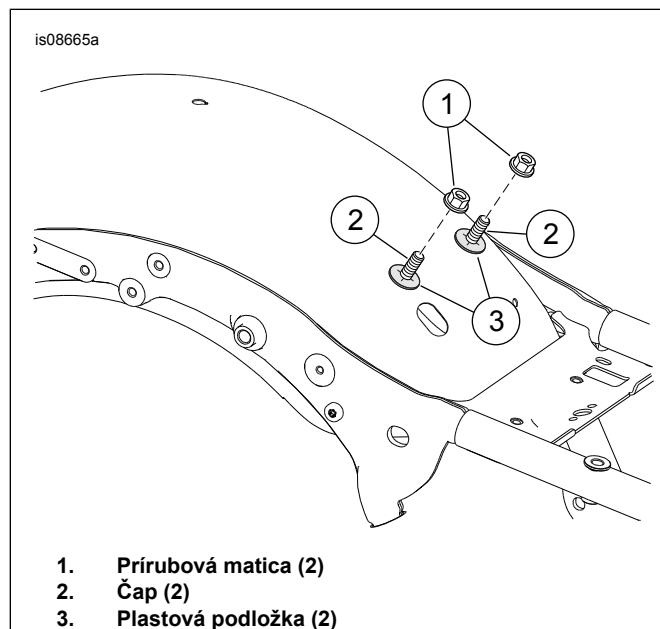 is08665a
1
2
2
3
1. Prírubová matica (2)
2. Čap (2)
3. Plastová podložka (2)